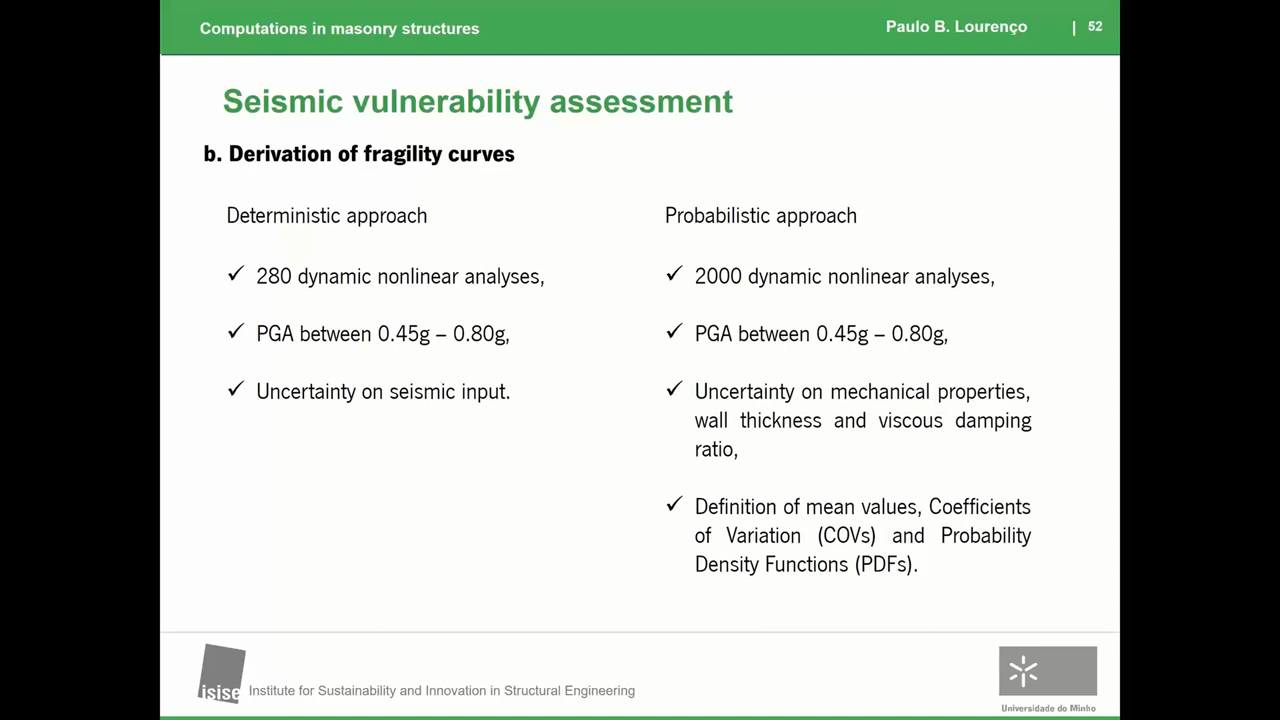 Computations in masonry structures
Paulo B. Lourenço | 52
Seismic vulnerability assessment
b. Derivation of fragility curves
Deterministic approach
✓ 280 dynamic nonlinear analyses,
✓ PGA between 0.45g – 0.80g,
✓ Uncertainty on seismic input.
Probabilistic approach
✓ 2000 dynamic nonlinear analyses,
✓ PGA between 0.45g – 0.80g,
✓ Uncertainty on mechanical properties,
wall thickness and viscous damping
ratio,
✓ Definition of mean values, Coefficients
of Variation (COVs) and Probability
Density Functions (PDFs).
isise
Institute for Sustainability and Innovation in Structural Engineering
Universidade do Minho